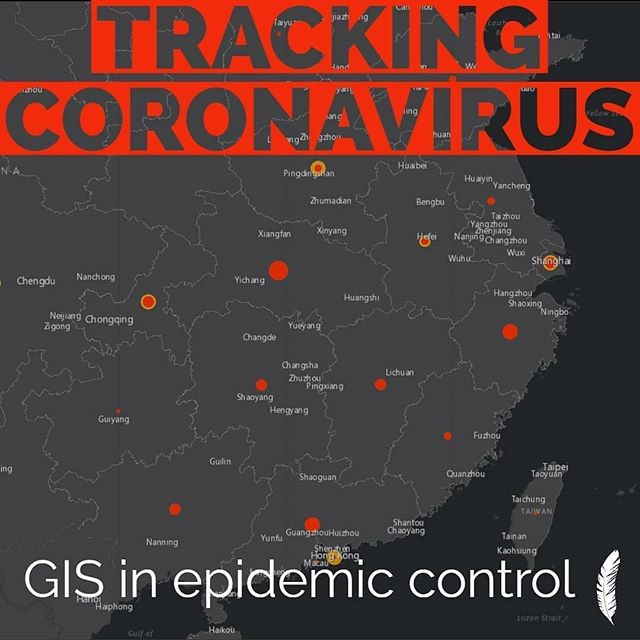 TRACKING
CORONAVIRUS
Huaibei
Pingdingshan
Huaiyin
Yancheng
Zhumadian
Bengbu
Taizhou
Yangzhou
Xiangfan
Xinyang
Zhenjiang
Hefei
Nanjing
Changzhou
Wuxi
Wuhu
Shanghai
Chengdu
Nanchong
Yichang
Hangzhou
Huangshi
Shaoxing
Ningbo
Neijiang
Chongqing
Zigong
Yueyang
Changde
Changsha
Lichuan
Zhuzhou
Pingxiang
Shaoyang
Hengyang
Guiyang
Fuzhou
Guilin
Taipei
Quanzhou
Taoyuan
Shaoguan
Taichung
TAIWAN
Shantou
Chaoyang
Yunfu
Guangzhou
Huizhou
Tainan
Nanning
Shenzhen
Kaohsiung
Hong Kong
Macau
GIS in epidemic control
Hanoi
Haiphong
Luzon Strait
Haikou
Gulf of